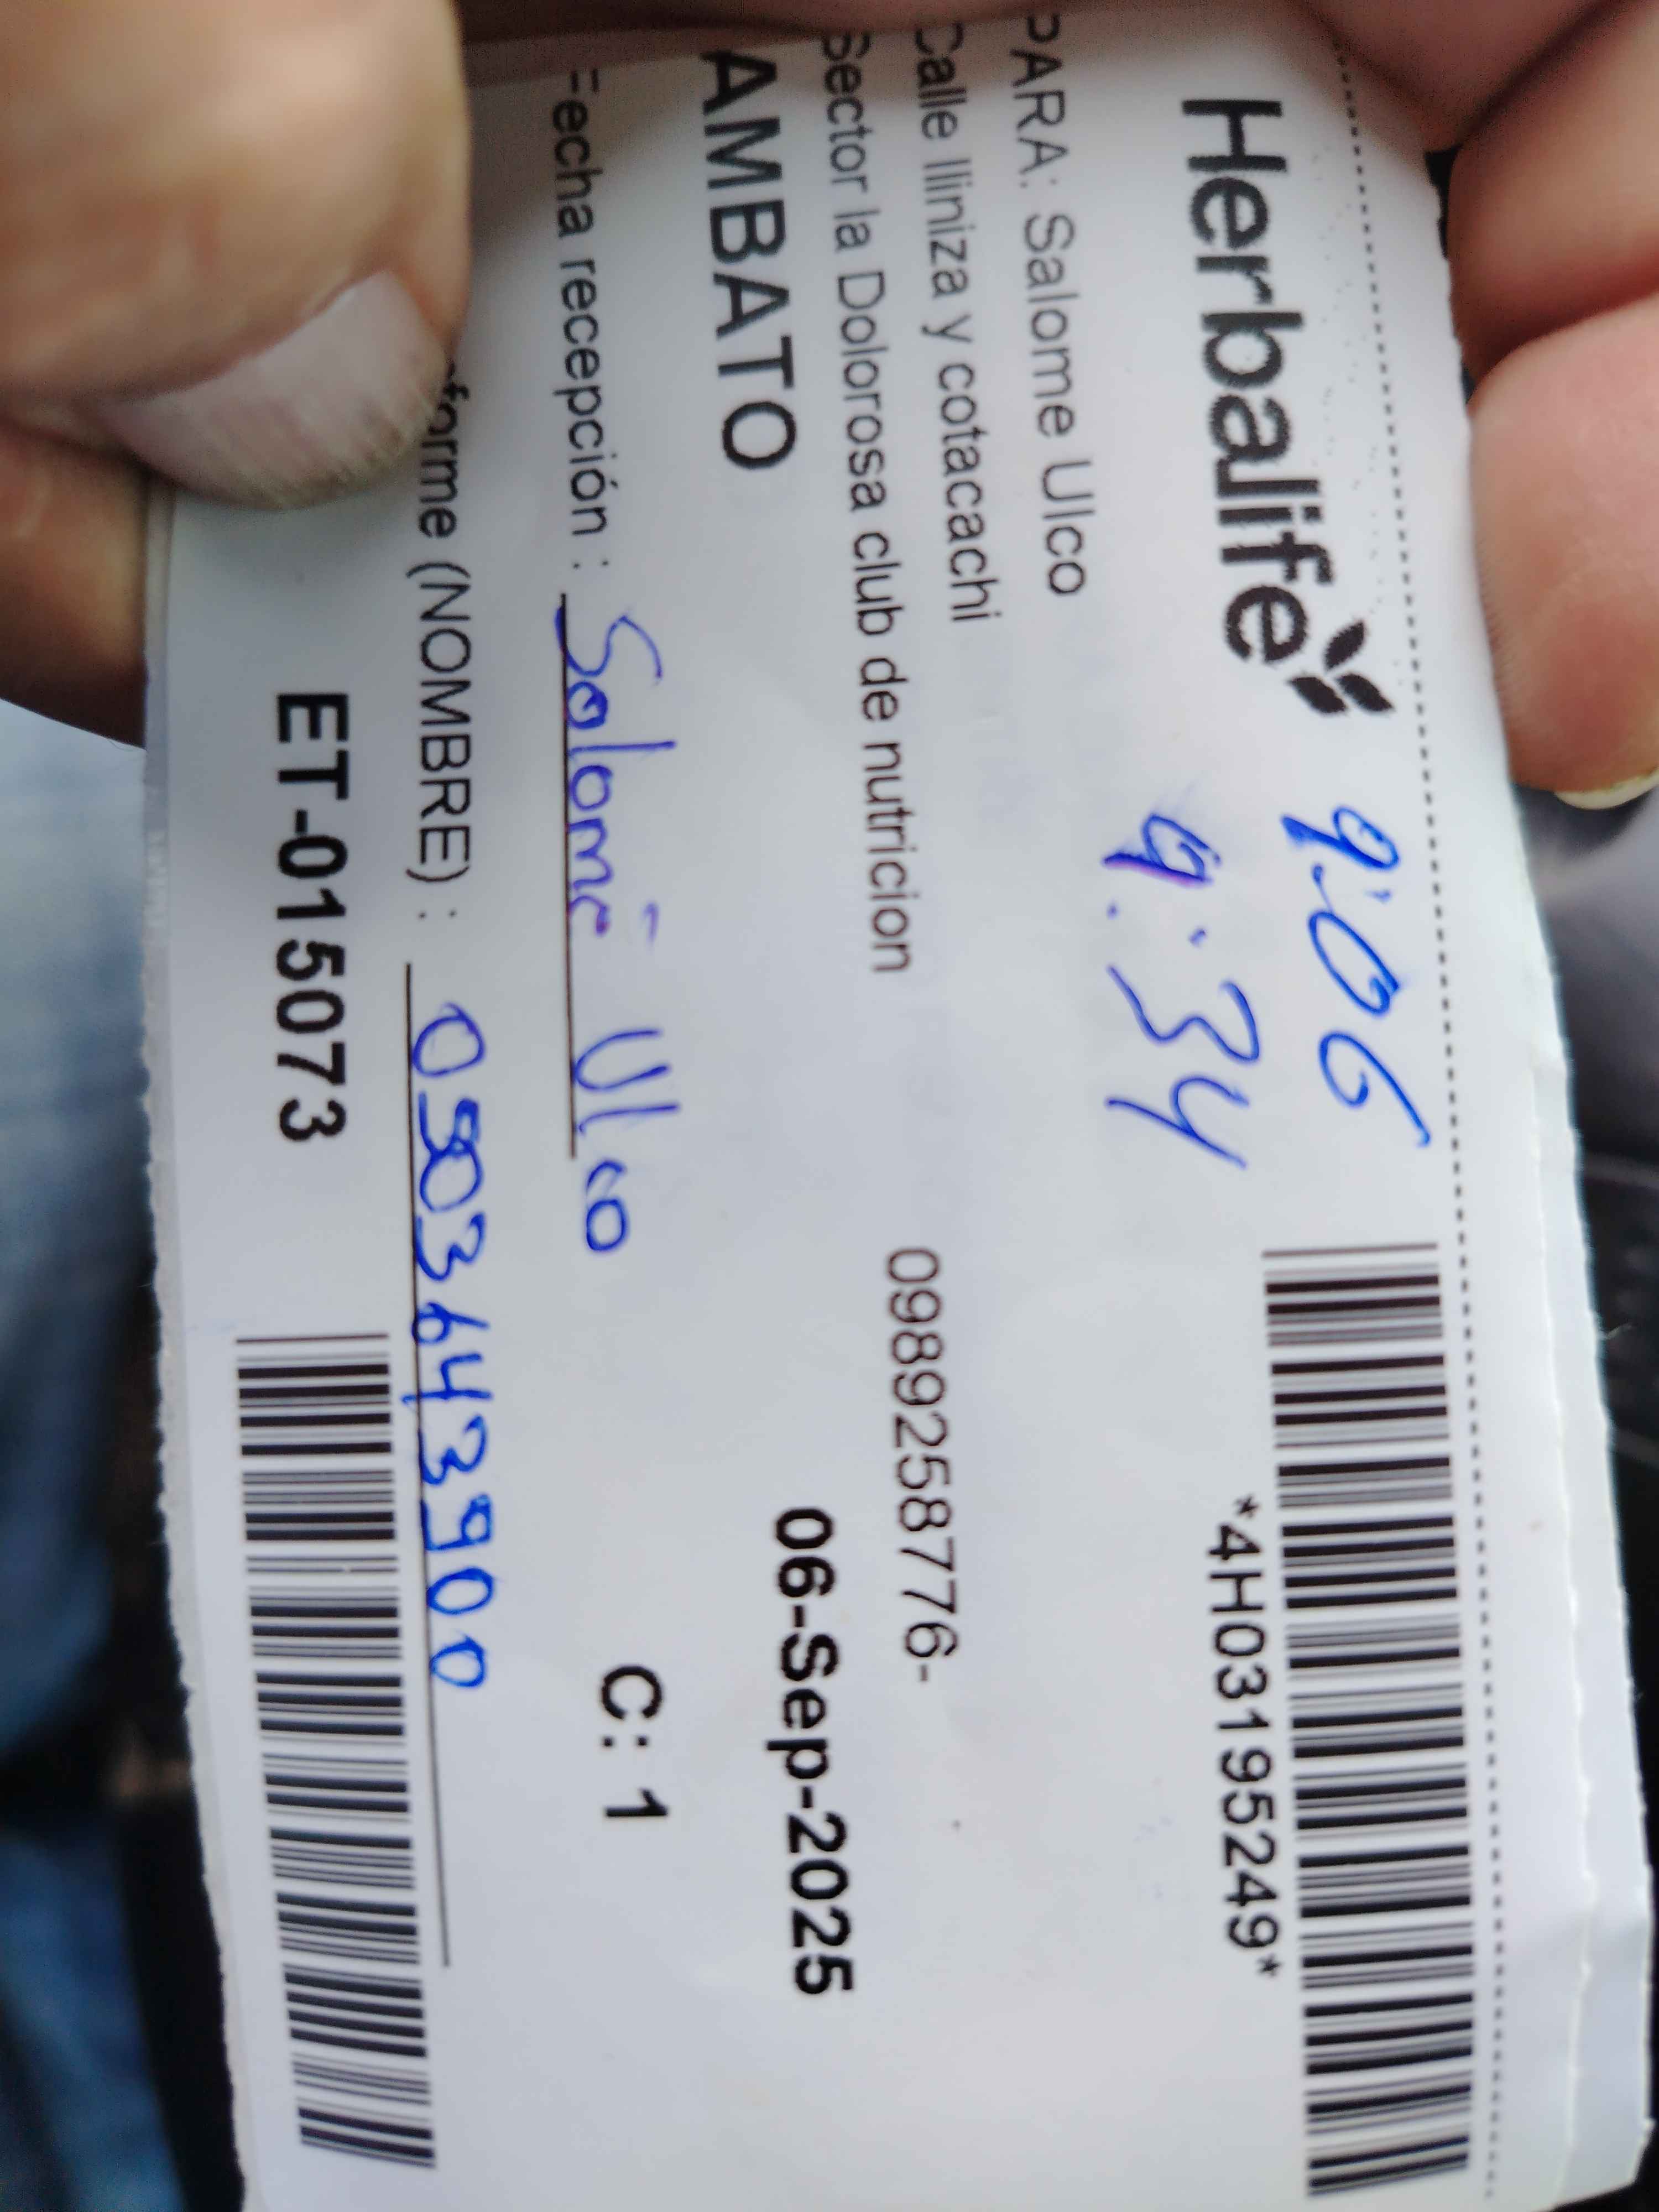 Herbalife
9:06
9:34
*4H03195249*
PARA: Salome Ulco
Calle Iliniza y cotacachi
Sector la Dolorosa club de nutricion
0989258776-
AMBATO
06-Sep-2025
Fecha recepción : Salomé Ulco
C: 1
forme (NOMBRE) : 0503643900
ET-015073